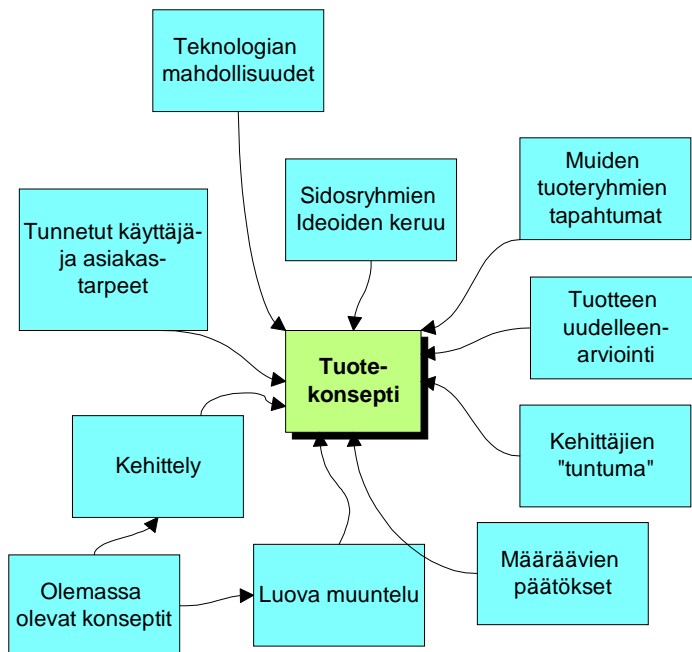 Teknologian
mahdollisuudet
Sidosryhmien
Ideoiden keruu
Muiden
tuoteryhmien
tapahtumat
Tunnetut käyttäjä-
ja asiakas-
tarpeet
Tuotteen
uudelleen-
arviointi
Tuote-
konsepti
Kehittely
Kehittäjien
"tuntuma"
Olemassa
olevat konseptit
Luova muuntelu
Määräävien
päätökset